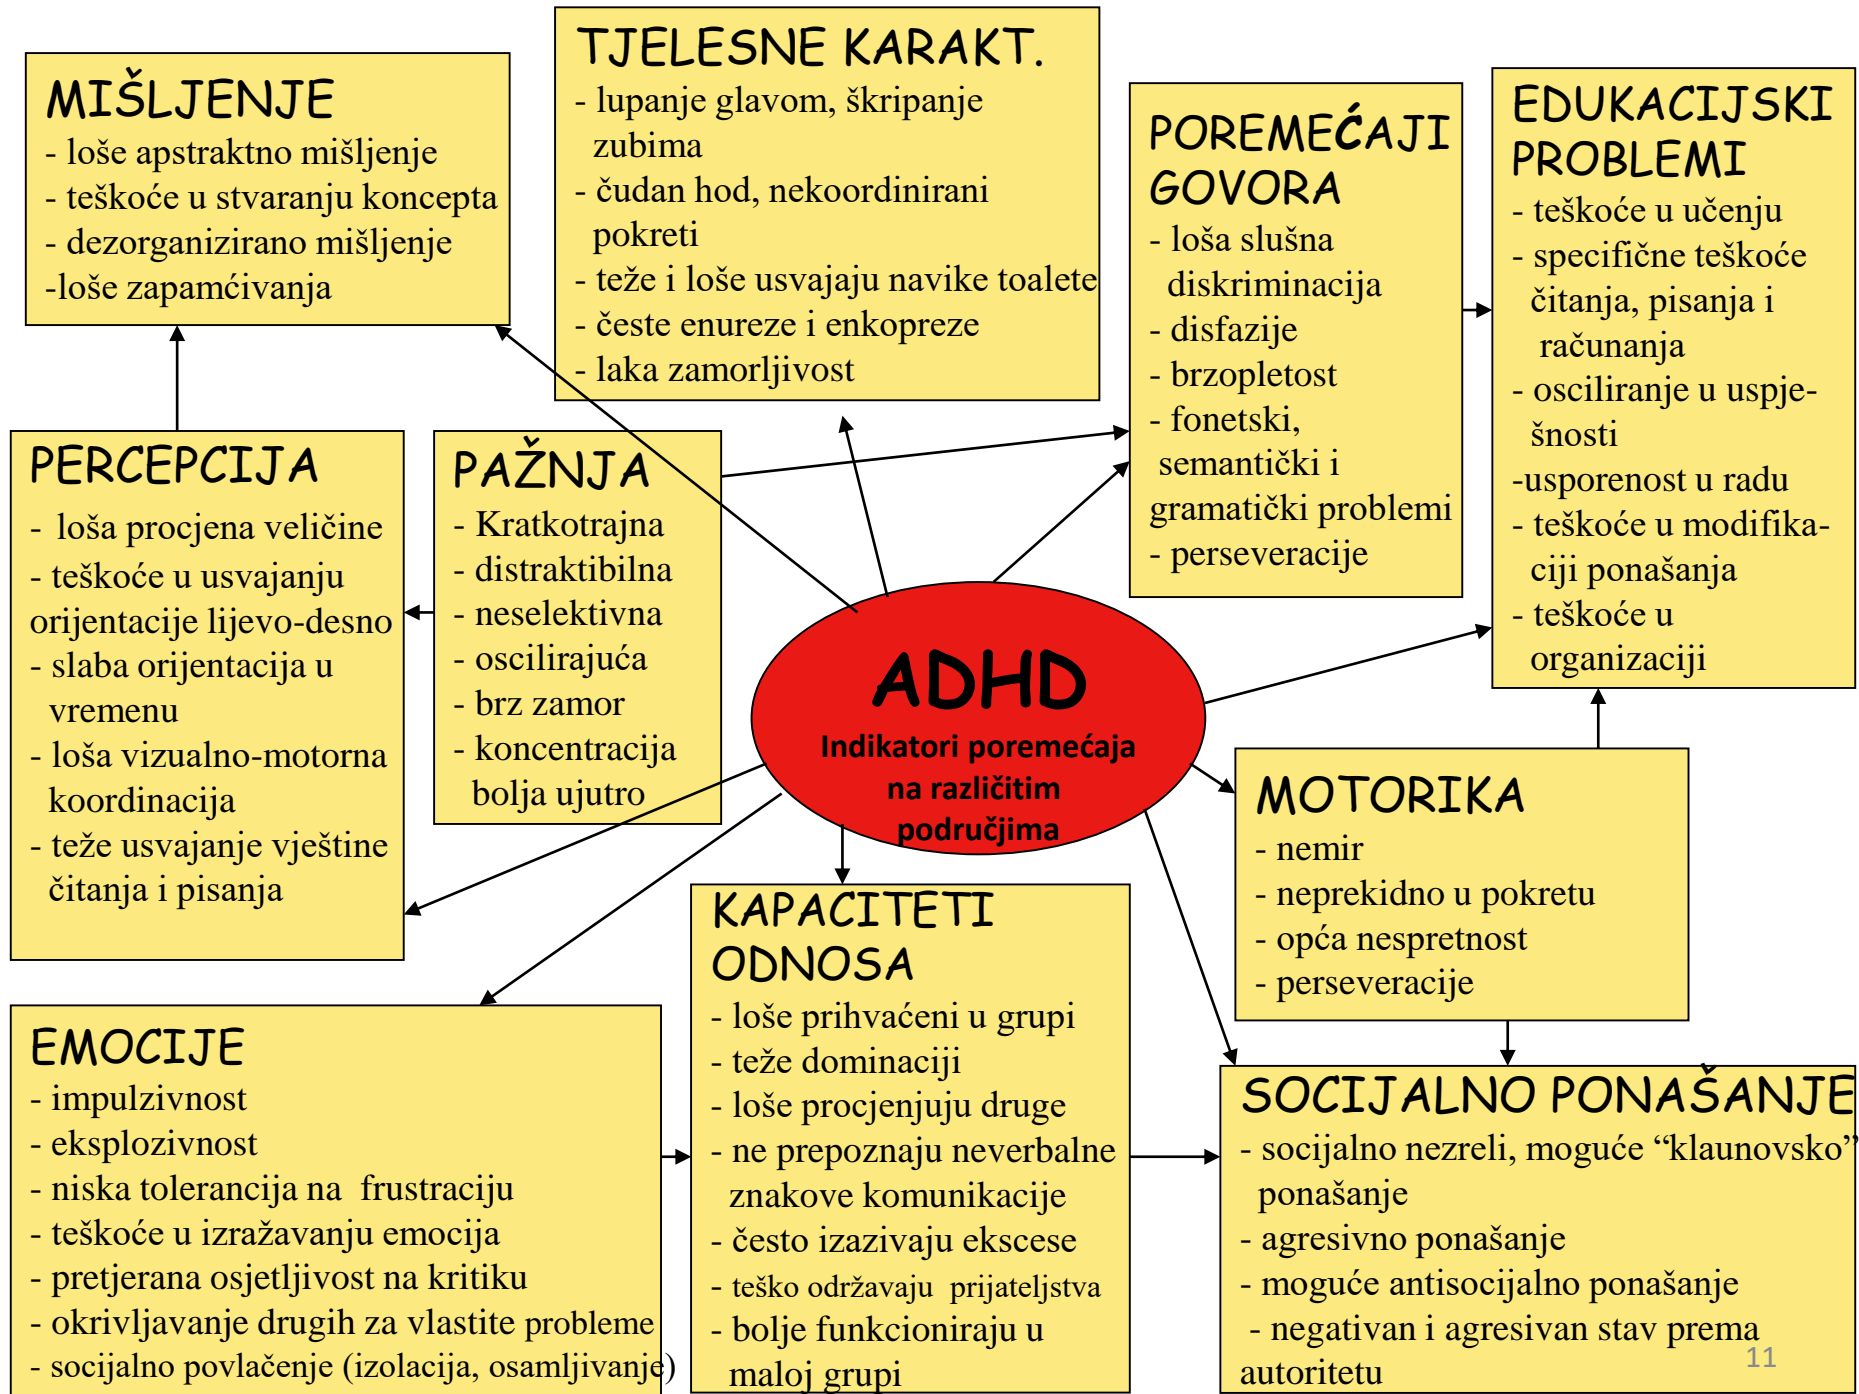 MIŠLJENJE
- loše apstraktno mišljenje
- teškoće u stvaranju koncepta
- dezorganizirano mišljenje
-loše zapamćivanja
TJELESNE KARAKT.
- lupanje glavom, škripanje
zubima
- čudan hod, nekoordinirani
pokreti
- teže i loše usvajaju navike toalete
- česte enureze i enkopreze
- laka zamorljivost
POREMEĆAJI
GOVORA
- loša slušna
diskriminacija
- disfazije
- brzopletost
- fonetski,
semantički i
gramatički problemi
- perseveracije
EDUKACIJSKI
PROBLEMI
- teškoće u učenju
- specifične teškoće
čitanja, pisanja i
računanja
- osciliranje u uspje-
šnosti
-usporenost u radu
- teškoće u modifika-
ciji ponašanja
- teškoće u
organizaciji
PERCEPCIJA
- loša procjena veličine
- teškoće u usvajanju
orijentacije lijevo-desno
- slaba orijentacija u
vremenu
- loša vizualno-motorna
koordinacija
- teže usvajanje vještine
čitanja i pisanja
PAŽNJA
- Kratkotrajna
- distraktibilna
- neselektivna
- oscilirajuća
- brz zamor
- koncentracija
bolja ujutro
ADHD
Indikatori poremećaja
na različitim
područjima
MOTORIKA
- nemir
- neprekidno u pokretu
- opća nespretnost
- perseveracije
EMOCIJE
- impulzivnost
- eksplozivnost
- niska tolerancija na frustraciju
- teškoće u izražavanju emocija
- pretjerana osjetljivost na kritiku
- okrivljavanje drugih za vlastite probleme
- socijalno povlačenje (izolacija, osamljivanje)
KAPACITETI
ODNOSA
- loše prihvaćeni u grupi
- teže dominaciji
- loše procjenjuju druge
- ne prepoznaju neverbalne
znakove komunikacije
- često izazivaju ekscese
- teško održavaju prijateljstva
- bolje funkcioniraju u
maloj grupi
SOCIJALNO PONAŠANJE
- socijalno nezreli, moguće “klaunovsko”
ponašanje
- agresivno ponašanje
- moguće antisocijalno ponašanje
- negativan i agresivan stav prema
autoritetu
11